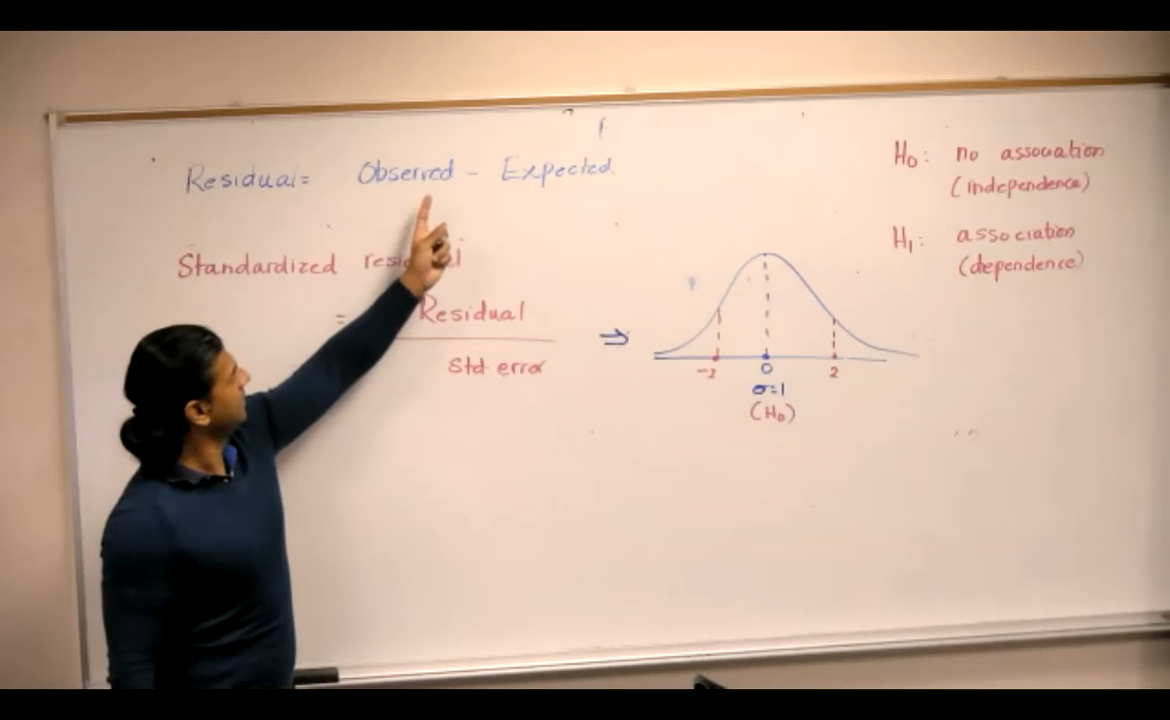 Residual= Observed - Expected
Standardized
= Residual
Std error
⇒
-2 0 2
σ=1
(H₀)
H₀: no association
(independence)
H₁: association
(dependence)